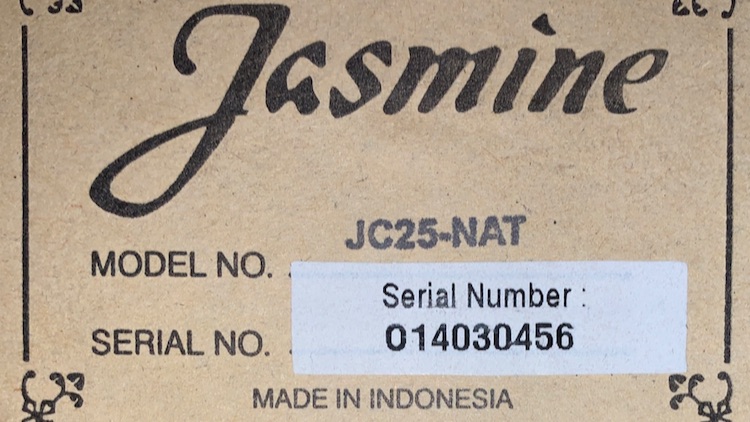 Jasmine
MODEL NO. JC25-NAT
Serial Number :
SERIAL NO. 014030456
MADE IN INDONESIA